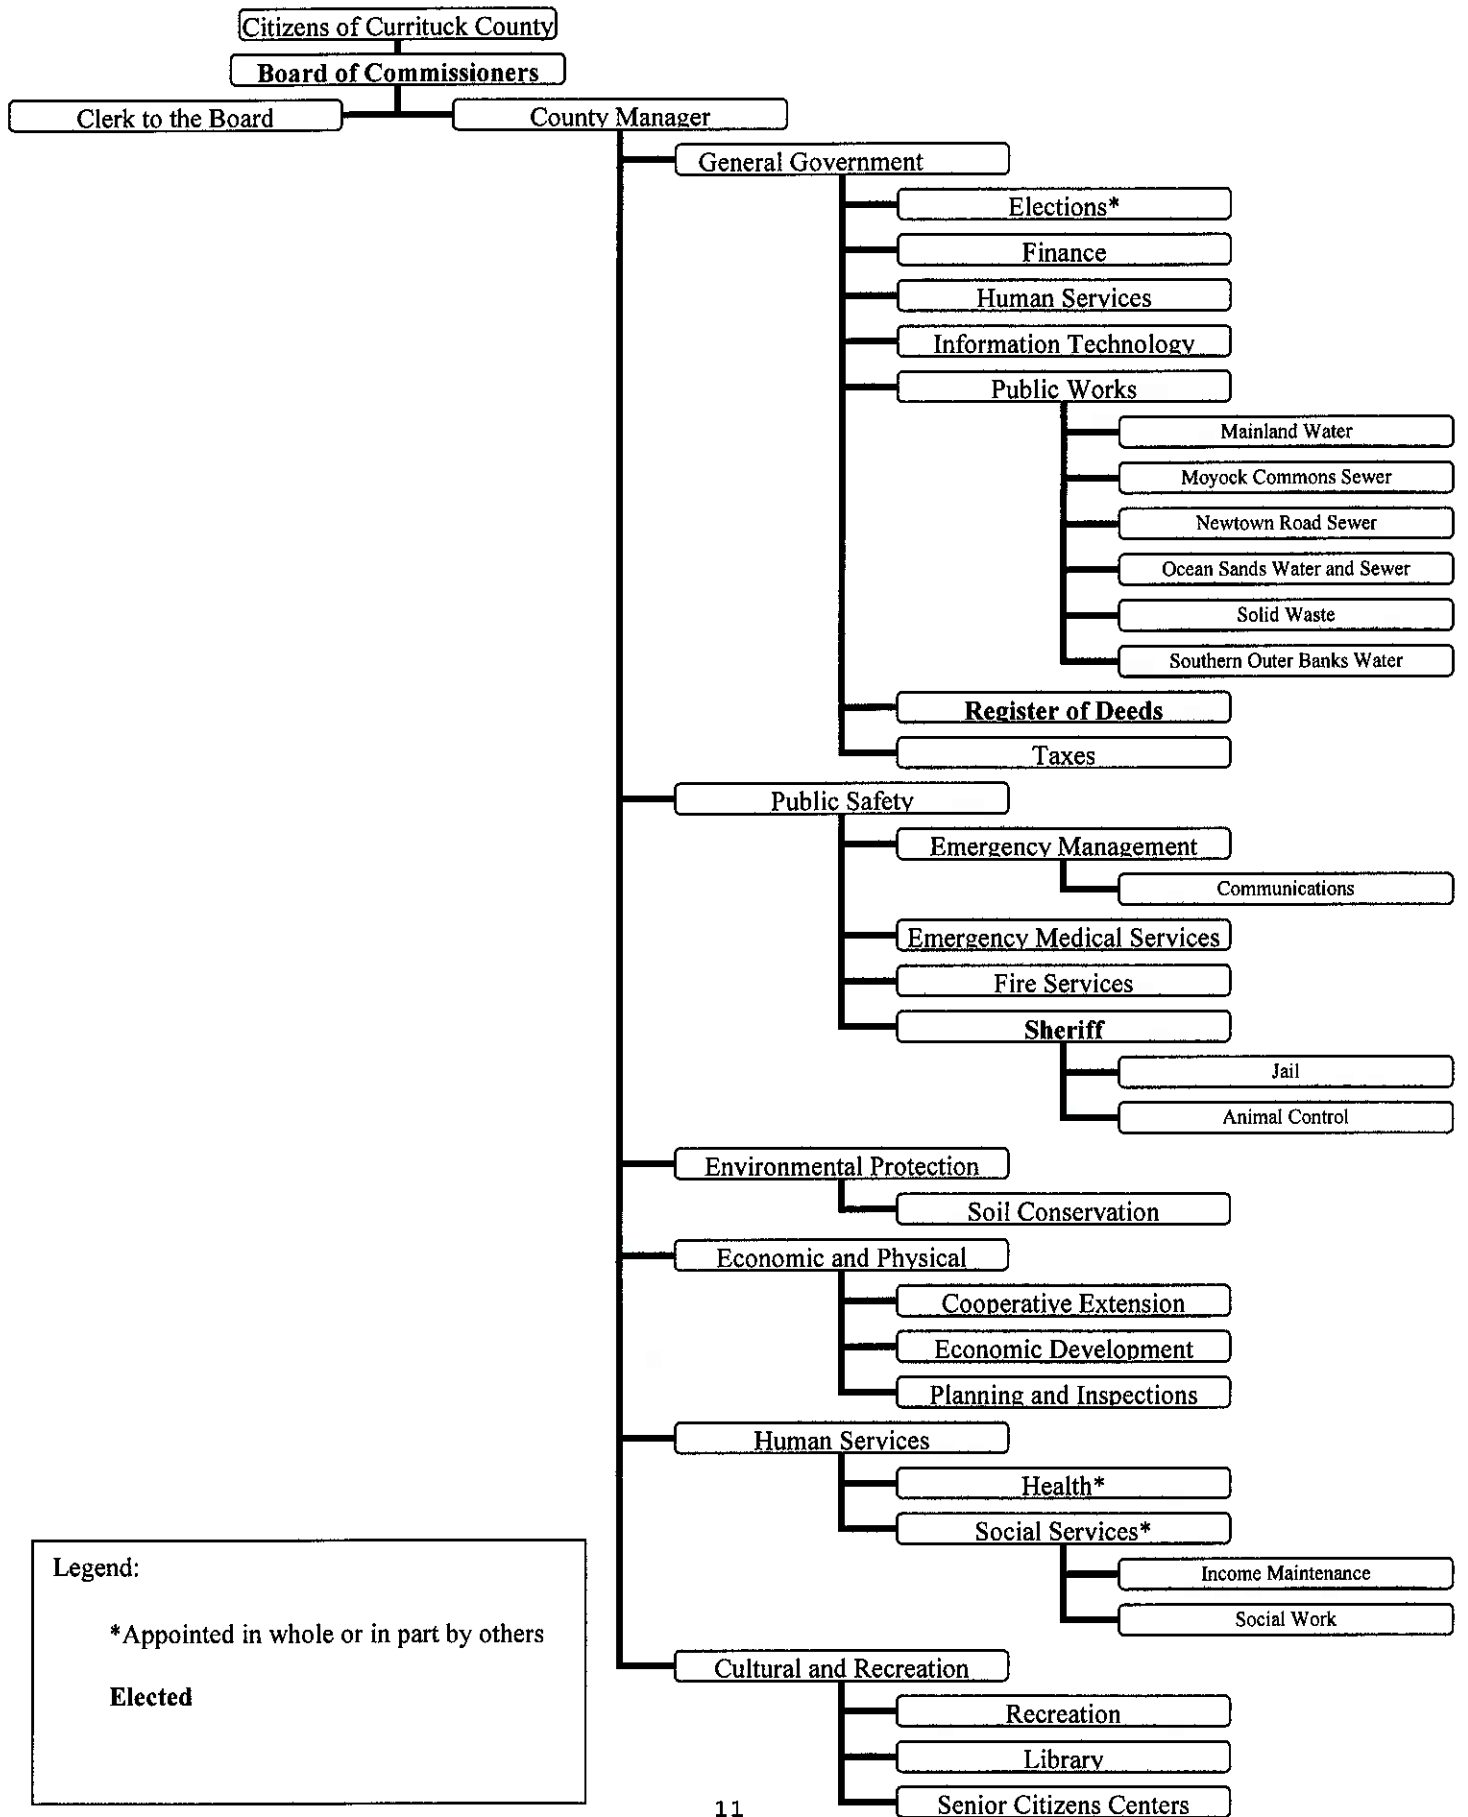 Citizens of Currituck County
Board of Commissioners
Clerk to the Board
County Manager
General Government
Elections*
Finance
Human Services
Information Technology
Public Works
Mainland Water
Moyock Commons Sewer
Newtown Road Sewer
Ocean Sands Water and Sewer
Solid Waste
Southern Outer Banks Water
Register of Deeds
Taxes
Public Safety
Emergency Management
Communications
Emergency Medical Services
Fire Services
Sheriff
Jail
Animal Control
Environmental Protection
Soil Conservation
Economic and Physical
Cooperative Extension
Economic Development
Planning and Inspections
Human Services
Health*
Social Services*
Income Maintenance
Social Work
Cultural and Recreation
Recreation
Library
Senior Citizens Centers
Legend:
*Appointed in whole or in part by others
Elected
11